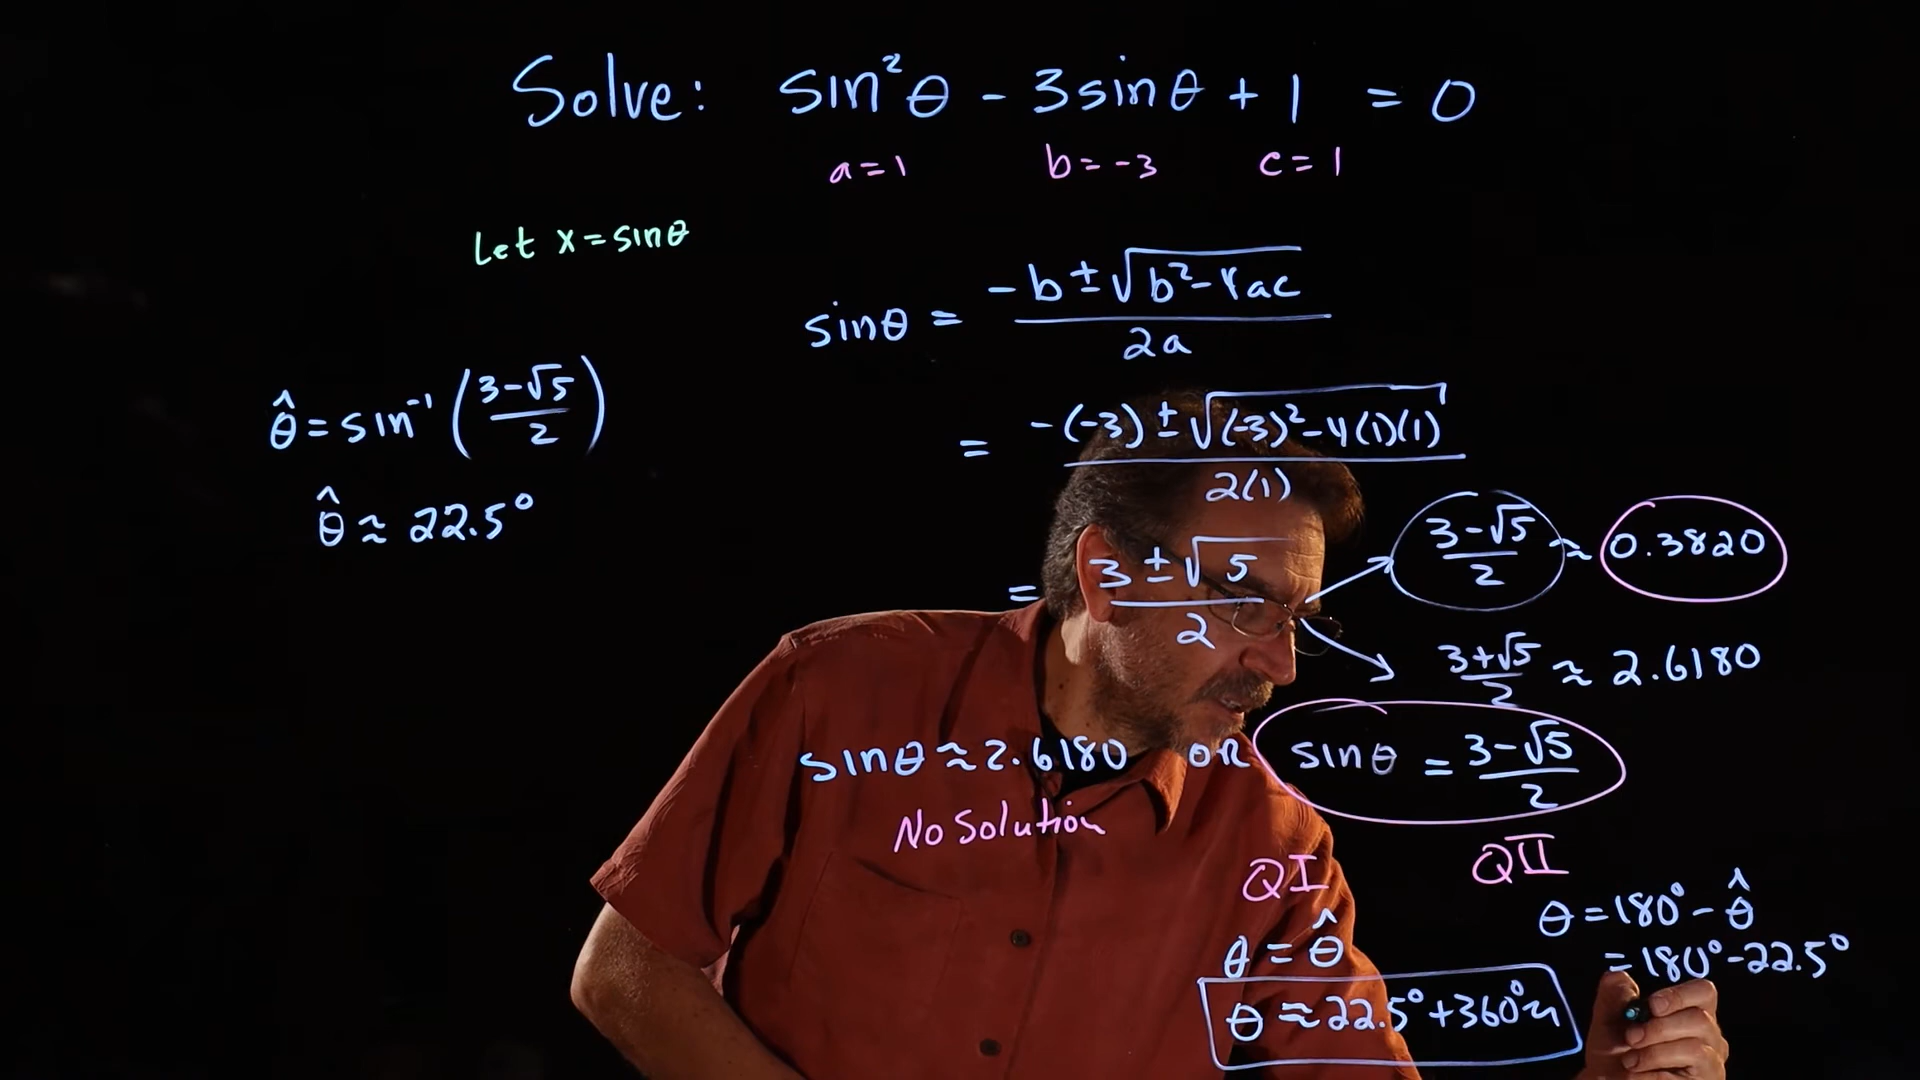 Solve: sin²θ - 3sinθ + 1 = 0
a=1 b=-3 c=1
Let x=sinθ
sinθ = (-b±√(b²-4ac))/(2a)
= (-(-3)±√((-3)²-4(1)(1)))/(2(1))
= (3±√5)/2
(3-√5)/2 ≈ 0.3820
(3+√5)/2 ≈ 2.6180
θ̂ = sin⁻¹((3-√5)/2)
θ̂ ≈ 22.5°
sinθ ≈ 2.6180 OR sinθ = (3-√5)/2
No Solution
QI
θ = θ̂
θ ≈ 22.5°+360°n
QII
θ = 180° - θ̂
= 180° - 22.5°